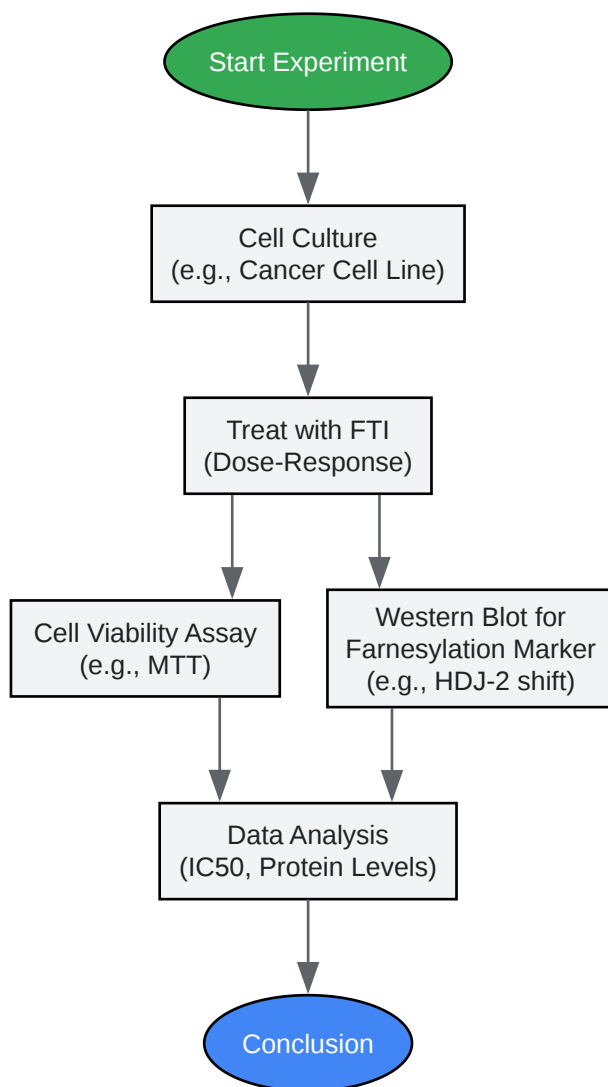 Start Experiment
Cell Culture
(e.g., Cancer Cell Line)
Treat with FTI
(Dose-Response)
Cell Viability Assay
(e.g., MTT)
Western Blot for
Farnesylation Marker
(e.g., HDJ-2 shift)
Data Analysis
(IC50, Protein Levels)
Conclusion